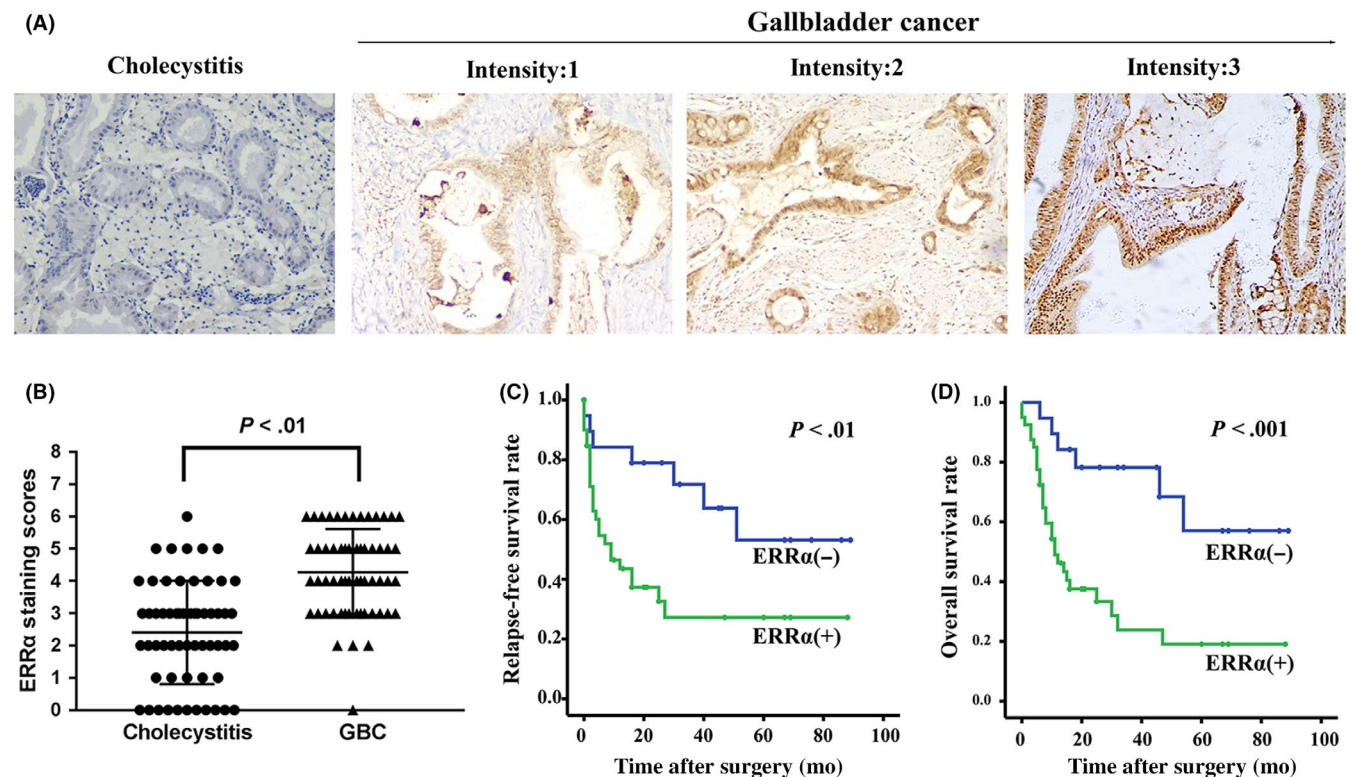 (A)
Gallbladder cancer
Cholecystitis
Intensity:1
Intensity:2
Intensity:3
(B)
P < .01
ERRα staining scores
8
7
6
5
4
3
2
1
0
Cholecystitis
GBC
(C)
P < .01
Relapse-free survival rate
1.0
0.8
0.6
0.4
0.2
0.0
ERRα(–)
ERRα(+)
0
20
40
60
80
100
Time after surgery (mo)
(D)
P < .001
Overall survival rate
1.0
0.8
0.6
0.4
0.2
0.0
ERRα(–)
ERRα(+)
0
20
40
60
80
100
Time after surgery (mo)